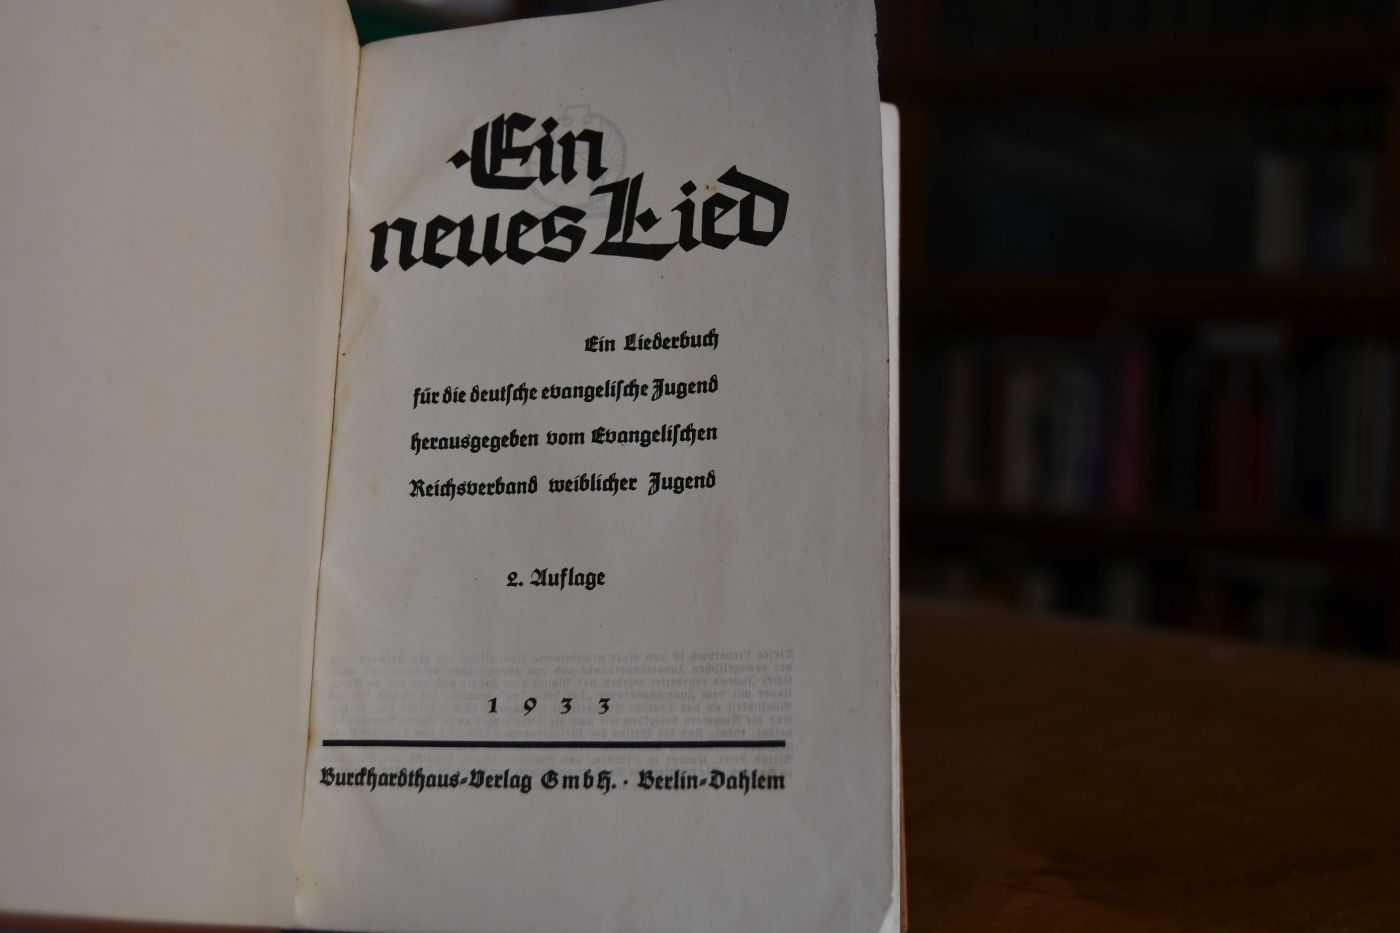 Ein
neues Lied
Ein Liederbuch
für die deutſche evangeliſche Jugend
herausgegeben vom Evangeliſchen
Reichsverband weiblicher Jugend
2. Auflage
1933
Burckhardthaus-Verlag GmbH. · Berlin-Dahlem